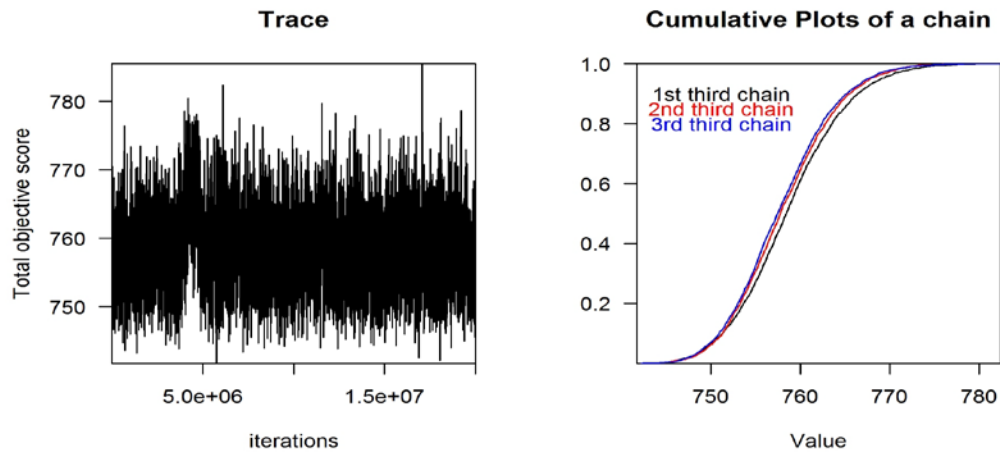 Trace
Total objective score
780
770
760
750
5.0e+06
1.5e+07
iterations
Cumulative Plots of a chain
1.0
0.8
0.6
0.4
0.2
1st third chain
2nd third chain
3rd third chain
750
760
770
780
Value